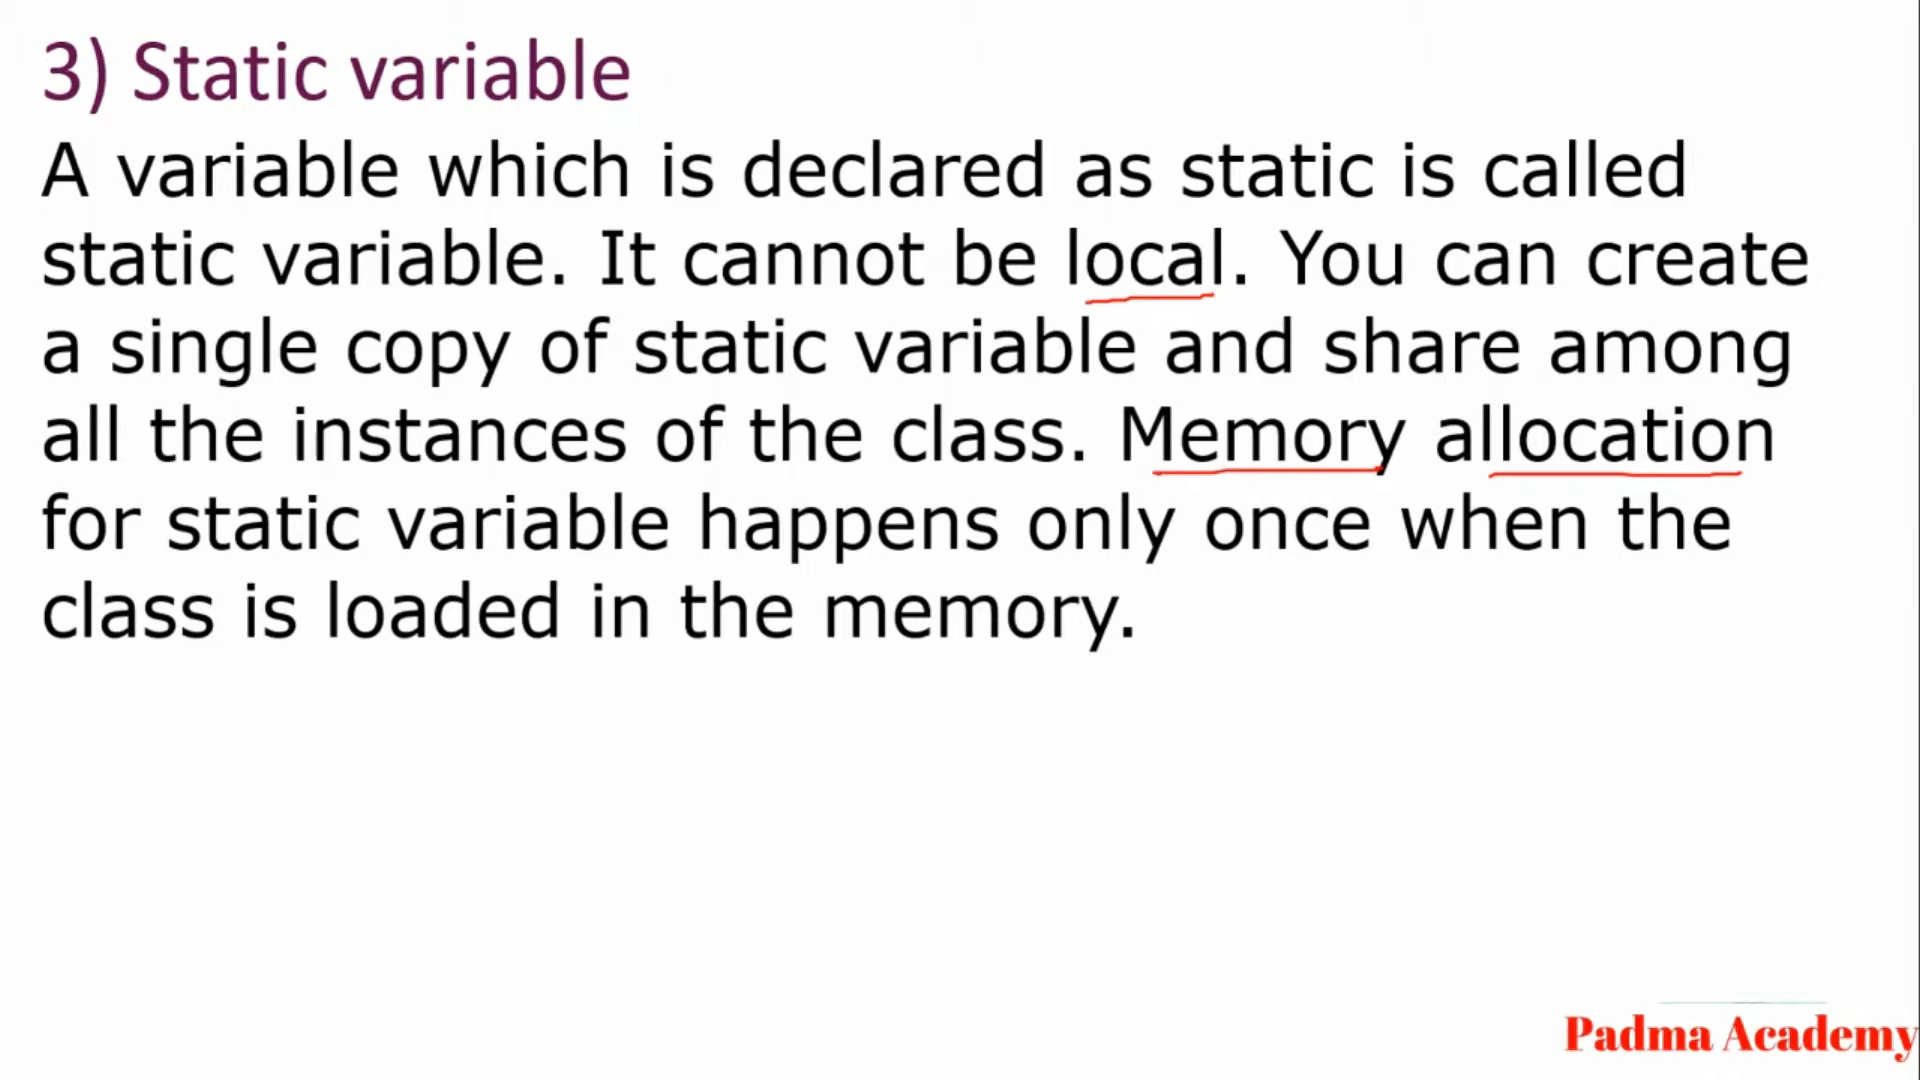 3) Static variable
A variable which is declared as static is called
static variable. It cannot be local. You can create
a single copy of static variable and share among
all the instances of the class. Memory allocation
for static variable happens only once when the
class is loaded in the memory.
Padma Academy